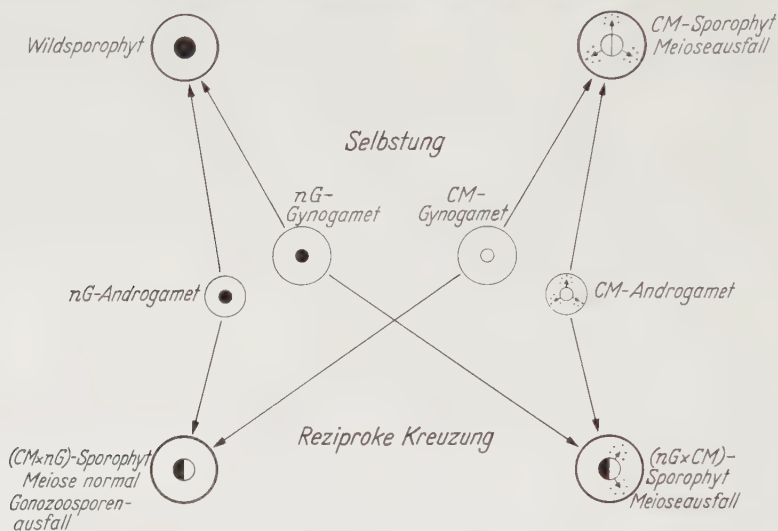 Wildsporophyt
CM-Sporophyt
Meioseausfall
Selbstung
nG-
Gynogamet
CM-
Gynogamet
nG-Androgamet
CM-Androgamet
Reziproke Kreuzung
(CM×nG)-Sporophyt
Meiose normal
Gonozoosporen-
ausfall
(nG×CM)-
Sporophyt
Meioseausfall